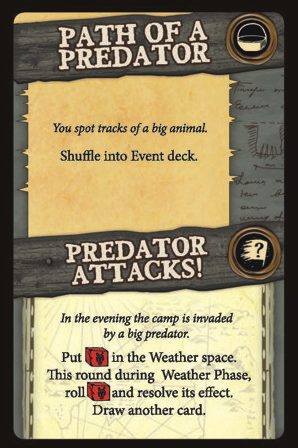 PATH OF A
PREDATOR
You spot tracks of a big animal.
Shuffle into Event deck.
PREDATOR
ATTACKS!
?
In the evening the camp is invaded
by a big predator.
Put in the Weather space.
This round during Weather Phase,
roll and resolve its effect.
Draw another card.